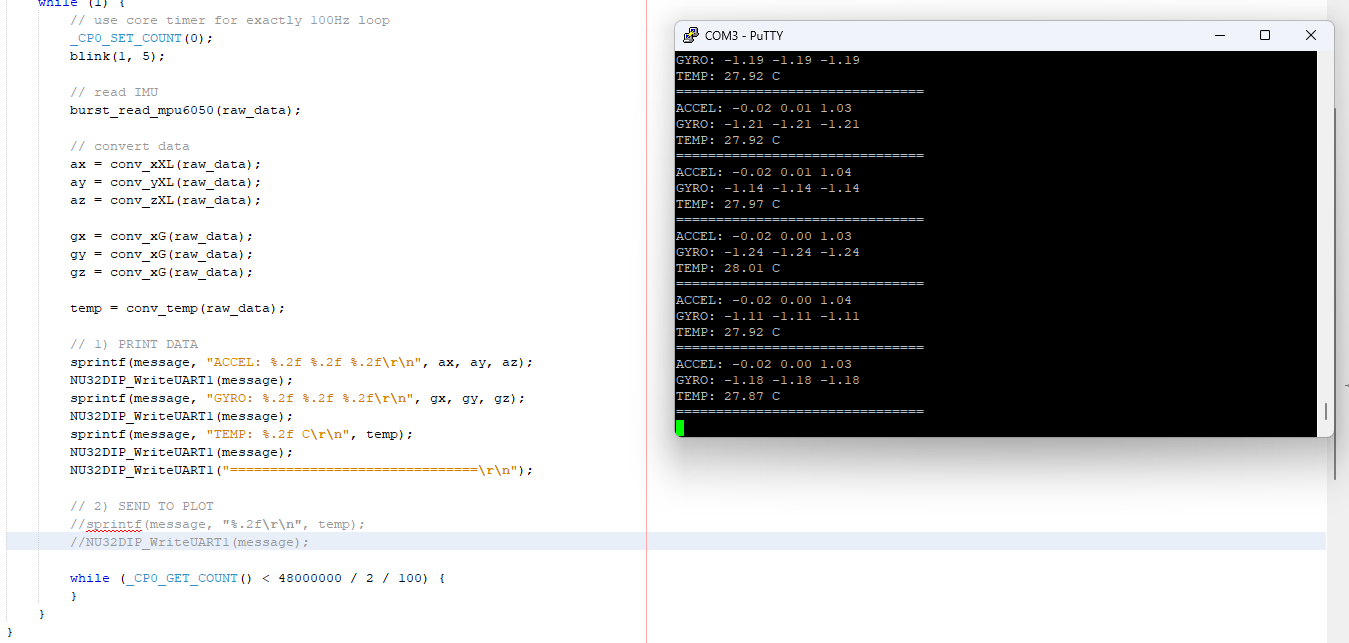 while (1) {
// use core timer for exactly 100Hz loop
_CP0_SET_COUNT(0);
blink(1, 5);
// read IMU
burst_read_mpu6050(raw_data);
// convert data
ax = conv_xXL(raw_data);
ay = conv_yXL(raw_data);
az = conv_zXL(raw_data);
gx = conv_xG(raw_data);
gy = conv_xG(raw_data);
gz = conv_xG(raw_data);
temp = conv_temp(raw_data);
// 1) PRINT DATA
sprintf(message, "ACCEL: %.2f %.2f %.2f\r\n", ax, ay, az);
NU32DIP_WriteUART1(message);
sprintf(message, "GYRO: %.2f %.2f %.2f\r\n", gx, gy, gz);
NU32DIP_WriteUART1(message);
sprintf(message, "TEMP: %.2f C\r\n", temp);
NU32DIP_WriteUART1(message);
NU32DIP_WriteUART1("===============================\r\n");
// 2) SEND TO PLOT
//sprintf(message, "%.2f\r\n", temp);
//NU32DIP_WriteUART1(message);
while (_CP0_GET_COUNT() < 48000000 / 2 / 100) {
}
}
}
COM3 - PuTTY
GYRO: -1.19 -1.19 -1.19
TEMP: 27.92 C
===============================
ACCEL: -0.02 0.01 1.03
GYRO: -1.21 -1.21 -1.21
TEMP: 27.92 C
===============================
ACCEL: -0.02 0.01 1.04
GYRO: -1.14 -1.14 -1.14
TEMP: 27.97 C
===============================
ACCEL: -0.02 0.00 1.03
GYRO: -1.24 -1.24 -1.24
TEMP: 28.01 C
===============================
ACCEL: -0.02 0.00 1.04
GYRO: -1.11 -1.11 -1.11
TEMP: 27.92 C
===============================
ACCEL: -0.02 0.00 1.03
GYRO: -1.18 -1.18 -1.18
TEMP: 27.87 C
===============================